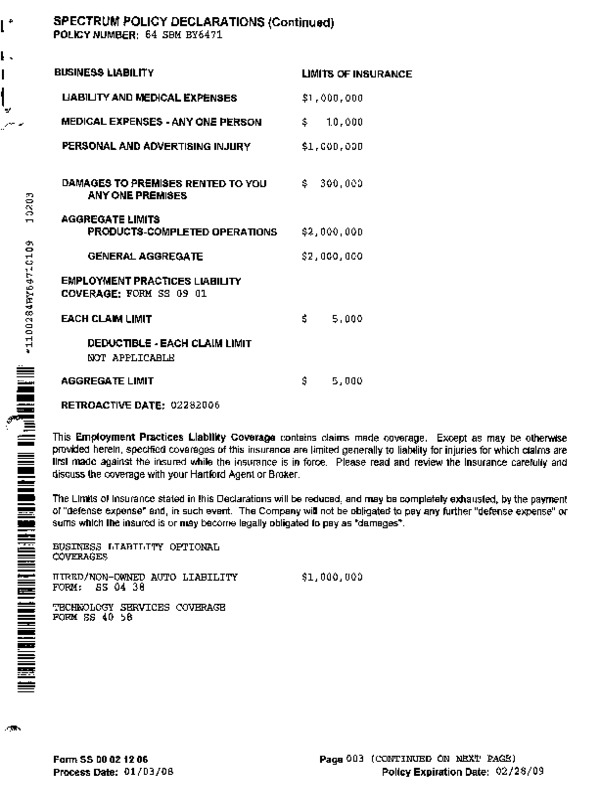 SPECTRUM POLICY DECLARATIONS (Continued)
POLICY NUMBER: 84 SBM BY6471
BUSINESS LIABILITY LIMITS OF INSURANCE
LIABILITY AND MEDICAL EXPENSES $1,000,000
MEDICAL EXPENSES - ANY ONE PERSON $ 10,000
PERSONAL AND ADVERTISING INJURY $1,000,000
DAMAGES TO PREMISES RENTED TO YOU $ 300,000
ANY ONE PREMISES
AGGREGATE LIMITS
PRODUCTS-COMPLETED OPERATIONS $2,000,000
GENERAL AGGREGATE $2,000,000
EMPLOYMENT PRACTICES LIABILITY
COVERAGE: FORM SS 09 01
EACH CLAIM LIMIT $ 5,000
DEDUCTIBLE - EACH CLAIM LIMIT
NOT APPLICABLE
AGGREGATE LIMIT $ 5,000
RETROACTIVE DATE: 02282006
This Employment Practices Liability Coverage contains claims made coverage. Except as may be otherwise
provided herein, specified coverages of this insurance are limited generally to liability for injuries for which claims are
first made against the insured while the insurance is in force. Please read and review the insurance carefully and
discuss the coverage with your Hartford Agent or Broker.
The Limits of Insurance stated in this Declarations will be reduced, and may be completely exhausted, by the payment
of "defense expense" and, in such event. The Company will not be obligated to pay any further "defense expense" or
sums which the insured is or may become legally obligated to pay as "damages".
BUSINESS LIABILITY OPTIONAL
COVERAGES
HIRED/NON-OWNED AUTO LIABILITY $1,000,000
FORM: SS 04 38
TECHNOLOGY SERVICES COVERAGE
FORM SS 40 58
Form SS 00 02 12 06 Page 003 (CONTINUED ON NEXT PAGE)
Process Date: 01/03/08 Policy Expiration Date: 02/28/09
*1100284BY64710109 10203